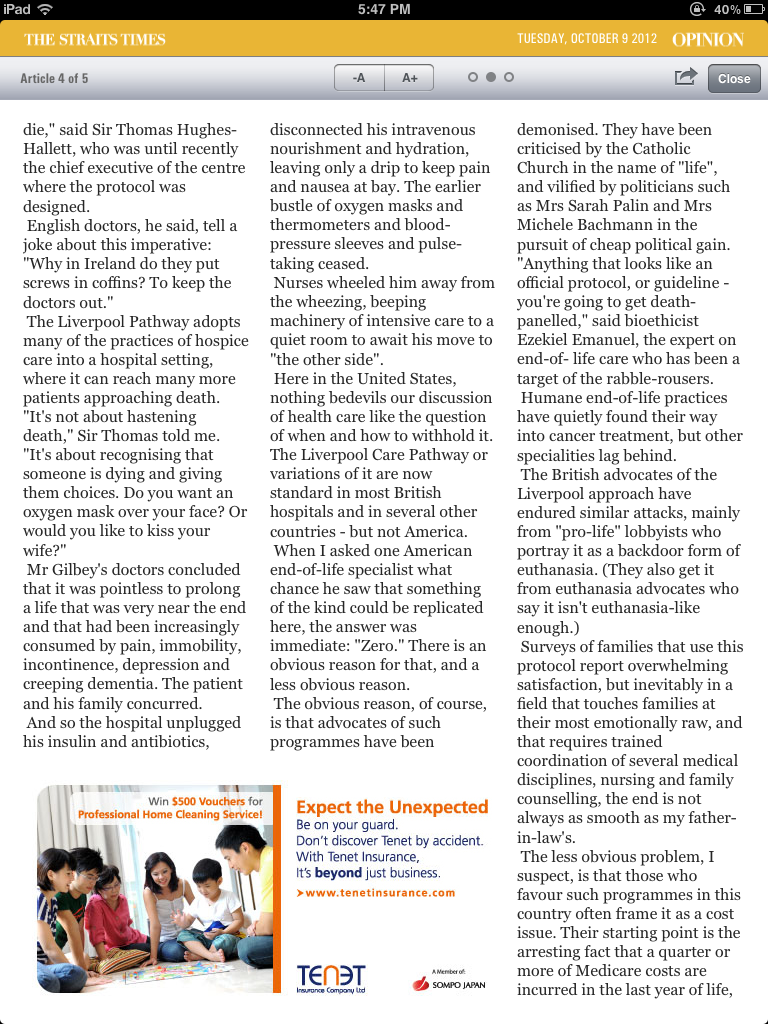 iPad
5:47 PM
40%
THE STRAITS TIMES
TUESDAY, OCTOBER 9 2012
OPINION
Article 4 of 5
-A
A+
Close
die," said Sir Thomas Hughes-
Hallett, who was until recently
the chief executive of the centre
where the protocol was
designed.
English doctors, he said, tell a
joke about this imperative:
"Why in Ireland do they put
screws in coffins? To keep the
doctors out."
The Liverpool Pathway adopts
many of the practices of hospice
care into a hospital setting,
where it can reach many more
patients approaching death.
"It's not about hastening
death," Sir Thomas told me.
"It's about recognising that
someone is dying and giving
them choices. Do you want an
oxygen mask over your face? Or
would you like to kiss your
wife?"
Mr Gilbey's doctors concluded
that it was pointless to prolong
a life that was very near the end
and that had been increasingly
consumed by pain, immobility,
incontinence, depression and
creeping dementia. The patient
and his family concurred.
And so the hospital unplugged
his insulin and antibiotics,
disconnected his intravenous
nourishment and hydration,
leaving only a drip to keep pain
and nausea at bay. The earlier
bustle of oxygen masks and
thermometers and blood-
pressure sleeves and pulse-
taking ceased.
Nurses wheeled him away from
the wheezing, beeping
machinery of intensive care to a
quiet room to await his move to
"the other side".
Here in the United States,
nothing bedevils our discussion
of health care like the question
of when and how to withhold it.
The Liverpool Care Pathway or
variations of it are now
standard in most British
hospitals and in several other
countries - but not America.
When I asked one American
end-of-life specialist what
chance he saw that something
of the kind could be replicated
here, the answer was
immediate: "Zero." There is an
obvious reason for that, and a
less obvious reason.
The obvious reason, of course,
is that advocates of such
programmes have been
demonised. They have been
criticised by the Catholic
Church in the name of "life",
and vilified by politicians such
as Mrs Sarah Palin and Mrs
Michele Bachmann in the
pursuit of cheap political gain.
"Anything that looks like an
official protocol, or guideline -
you're going to get death-
panelled," said bioethicist
Ezekiel Emanuel, the expert on
end-of- life care who has been a
target of the rabble-rousers.
Humane end-of-life practices
have quietly found their way
into cancer treatment, but other
specialities lag behind.
The British advocates of the
Liverpool approach have
endured similar attacks, mainly
from "pro-life" lobbyists who
portray it as a backdoor form of
euthanasia. (They also get it
from euthanasia advocates who
say it isn't euthanasia-like
enough.)
Surveys of families that use this
protocol report overwhelming
satisfaction, but inevitably in a
field that touches families at
their most emotionally raw, and
that requires trained
coordination of several medical
disciplines, nursing and family
counselling, the end is not
always as smooth as my father-
in-law's.
The less obvious problem, I
suspect, is that those who
favour such programmes in this
country often frame it as a cost
issue. Their starting point is the
arresting fact that a quarter or
more of Medicare costs are
incurred in the last year of life,
Win $500 Vouchers for
Professional Home Cleaning Service!
Expect the Unexpected
Be on your guard.
Don't discover Tenet by accident.
With Tenet Insurance,
It's beyond just business.
www.tenetinsurance.com
TENET
Insurance Company Ltd
A Member of:
SOMPO JAPAN